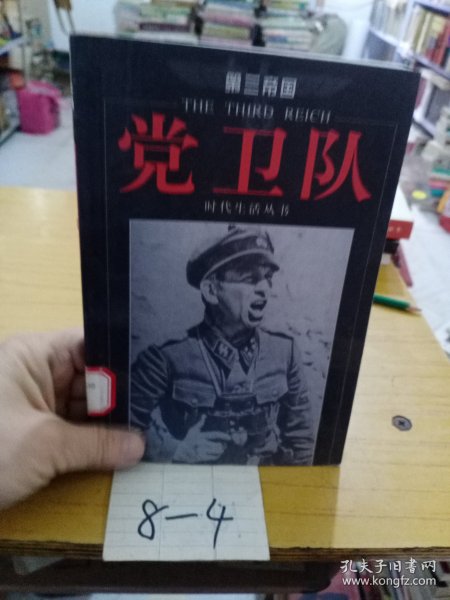 第三帝国
THE THIRD REICH
党卫队
时代生活丛书
8-4
孔夫子旧书网
www.kongfz.com